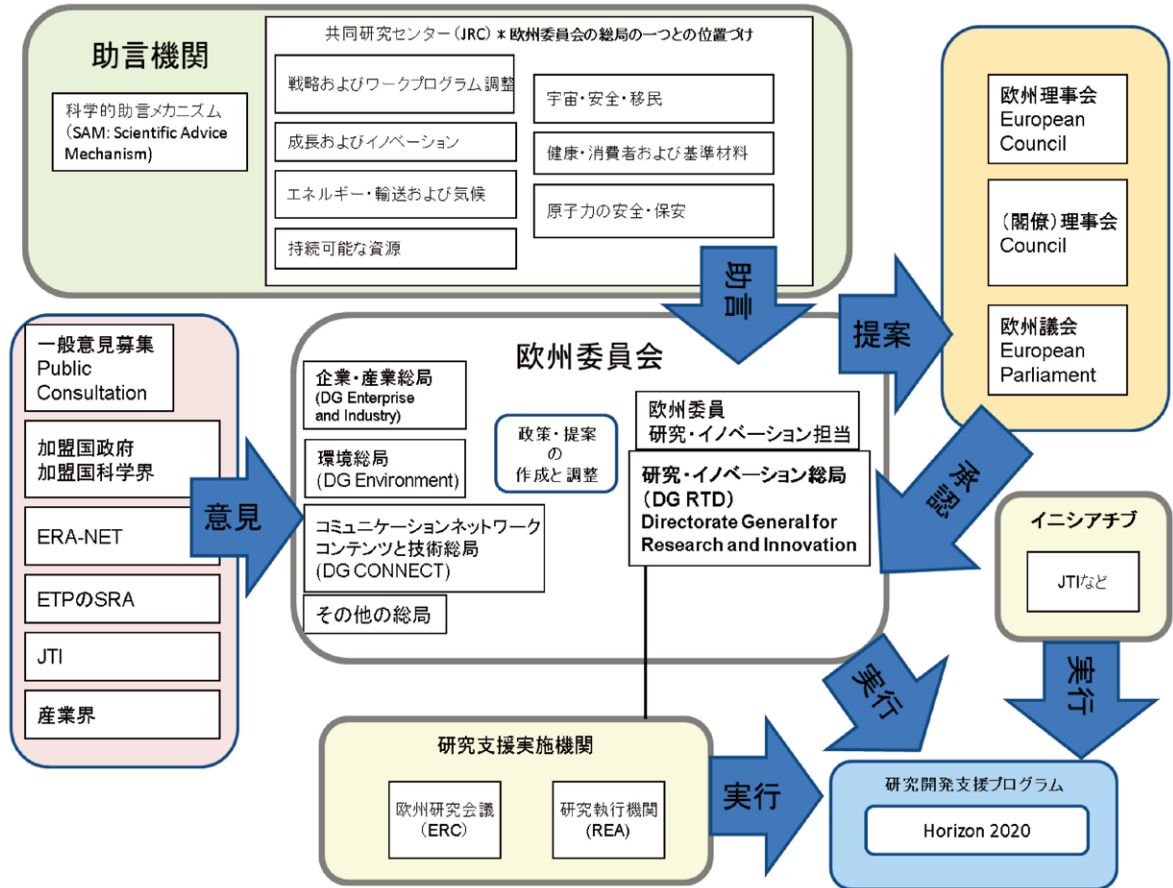 助言機関
科学的助言メカニズム
(SAM: Scientific Advice
Mechanism)
共同研究センター(JRC)*欧州委員会の総局の一つとの位置づけ
戦略およびワークプログラム調整
成長およびイノベーション
エネルギー・輸送および気候
持続可能な資源
宇宙・安全・移民
健康・消費者および基準材料
原子力の安全・保安
助言
提案
欧州理事会
European
Council
(閣僚)理事会
Council
欧州議会
European
Parliament
承認
一般意見募集
Public
Consultation
加盟国政府
加盟国科学界
ERA-NET
ETPのSRA
JTI
産業界
意見
欧州委員会
企業・産業総局
(DG Enterprise
and Industry)
環境総局
(DG Environment)
コミュニケーションネットワーク
コンテンツと技術総局
(DG CONNECT)
その他の総局
政策・提案
の
作成と調整
欧州委員
研究・イノベーション担当
研究・イノベーション総局
(DG RTD)
Directorate General for
Research and Innovation
イニシアチブ
JTIなど
実行
実行
研究支援実施機関
欧州研究会議
(ERC)
研究執行機関
(REA)
実行
研究開発支援プログラム
Horizon 2020